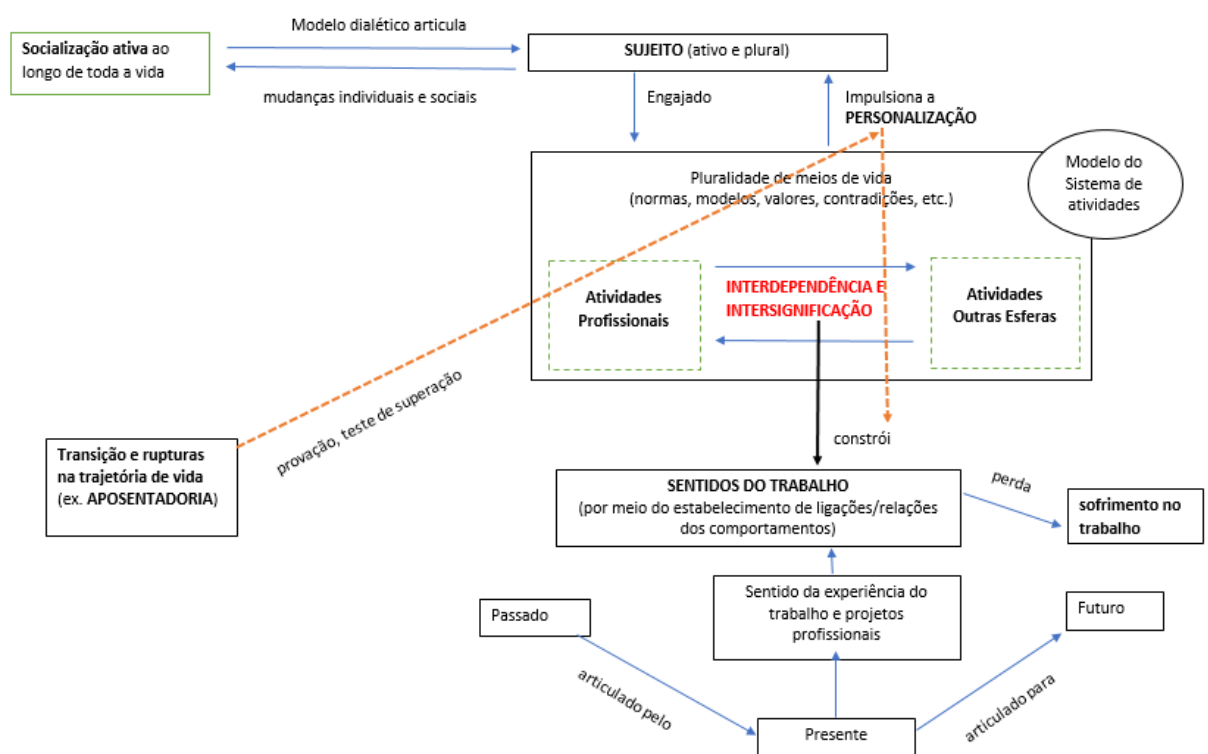 Modelo dialético articula
Socialização ativa ao
longo de toda a vida
SUJEITO (ativo e plural)
mudanças individuais e sociais
Engajado
Impulsiona a
PERSONALIZAÇÃO
Modelo do
Sistema de
atividades
Pluralidade de meios de vida
(normas, modelos, valores, contradições, etc.)
Atividades
Profissionais
INTERDEPENDÊNCIA E
INTERSIGNIFICAÇÃO
Atividades
Outras Esferas
provação, teste de superação
constrói
Transição e rupturas
na trajetória de vida
(ex. APOSENTADORIA)
SENTIDOS DO TRABALHO
(por meio do estabelecimento de ligações/relações
dos comportamentos)
perda
sofrimento no
trabalho
Sentido da experiência do
trabalho e projetos
profissionais
Passado
Futuro
articulado pelo
articulado para
Presente